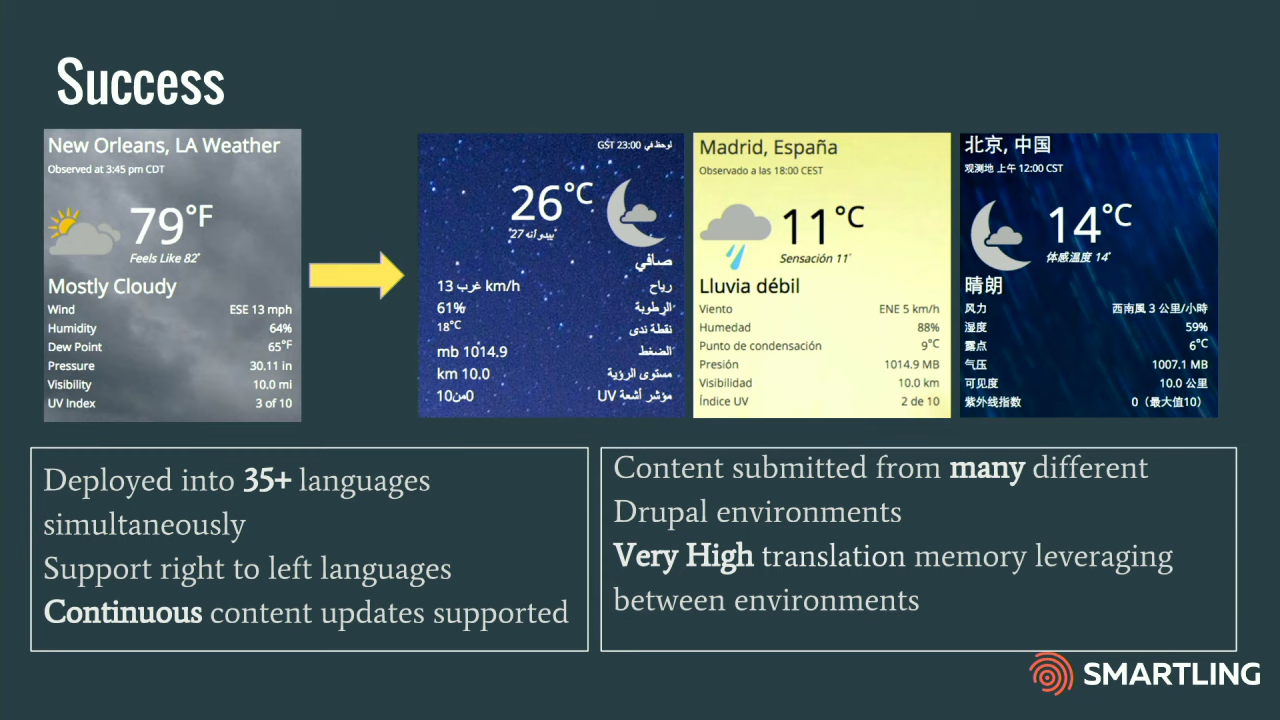 Success
New Orleans, LA Weather
Observed at 3:45 pm CDT
79°F
Feels Like 82°
Mostly Cloudy
Wind ESE 13 mph
Humidity 64%
Dew Point 65°F
Pressure 30.11 in
Visibility 10.0 mi
UV Index 3 of 10
لوحظ في GST 23:00
26°C
يبدو أنه 27°
صافي
رياح غرب 13 km/h
الرطوبة 61%
نقطة ندى 18°C
الضغط mb 1014.9
مستوى الرؤية km 10.0
مؤشر أشعة UV 0من10
Madrid, España
Observado a las 18:00 CEST
11°C
Sensación 11°
Lluvia débil
Viento ENE 5 km/h
Humedad 88%
Punto de condensación 9°C
Presión 1014.9 MB
Visibilidad 10.0 km
Índice UV 2 de 10
北京, 中国
观测地 上午 12:00 CST
14°C
体感温度 14°
晴朗
风力 西南風 3 公里/小時
湿度 59%
露点 6°C
气压 1007.1 MB
可见度 10.0 公里
紫外线指数 0（最大值10）
Deployed into 35+ languages
simultaneously
Support right to left languages
Continuous content updates supported
Content submitted from many different
Drupal environments
Very High translation memory leveraging
between environments
SMARTLING